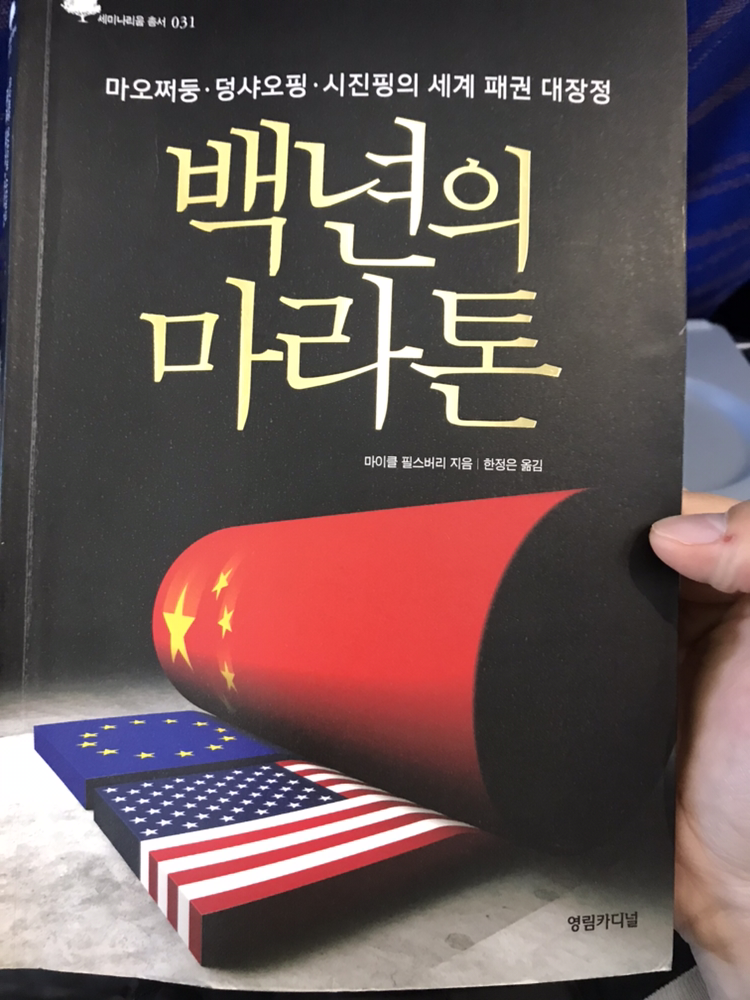 세미나리움 총서 031
마오쩌둥·덩샤오핑·시진핑의 세계 패권 대장정
백년의
마라톤
마이클 필스버리 지음 | 한정은 옮김
영림카디널